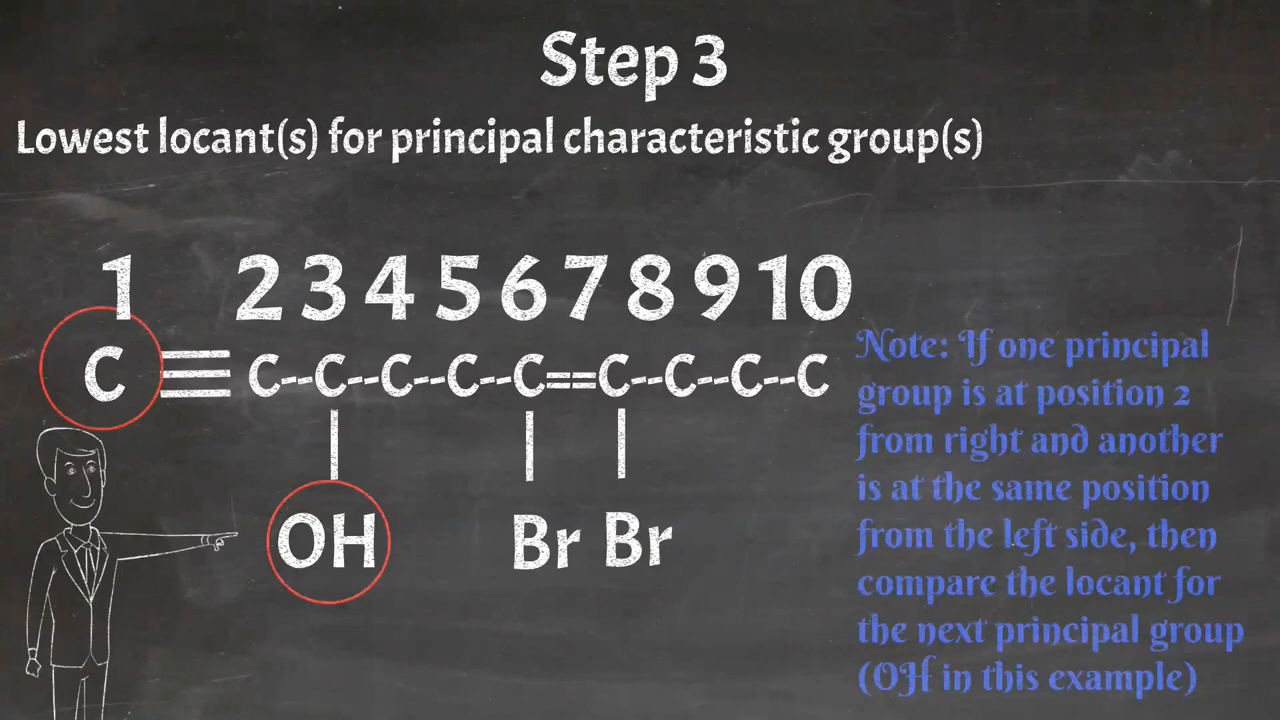 Step 3
Lowest locant(s) for principal characteristic group(s)
1 2 3 4 5 6 7 8 9 10
C≡C--C--C--C--C==C--C--C--C
OH Br Br
Note: If one principal
group is at position 2
from right and another
is at the same position
from the left side, then
compare the locant for
the next principal group
(OH in this example)